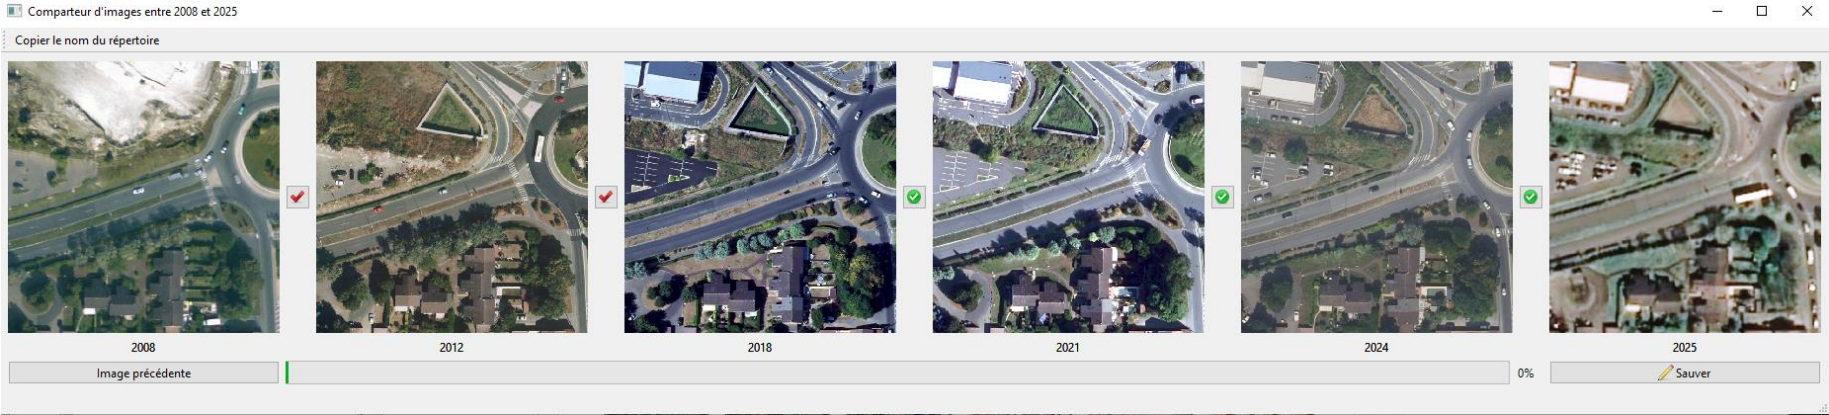 Comparteur d'images entre 2008 et 2025
Copier le nom du répertoire
2008
2012
2018
2021
2024
2025
Image précédente
0%
Sauver